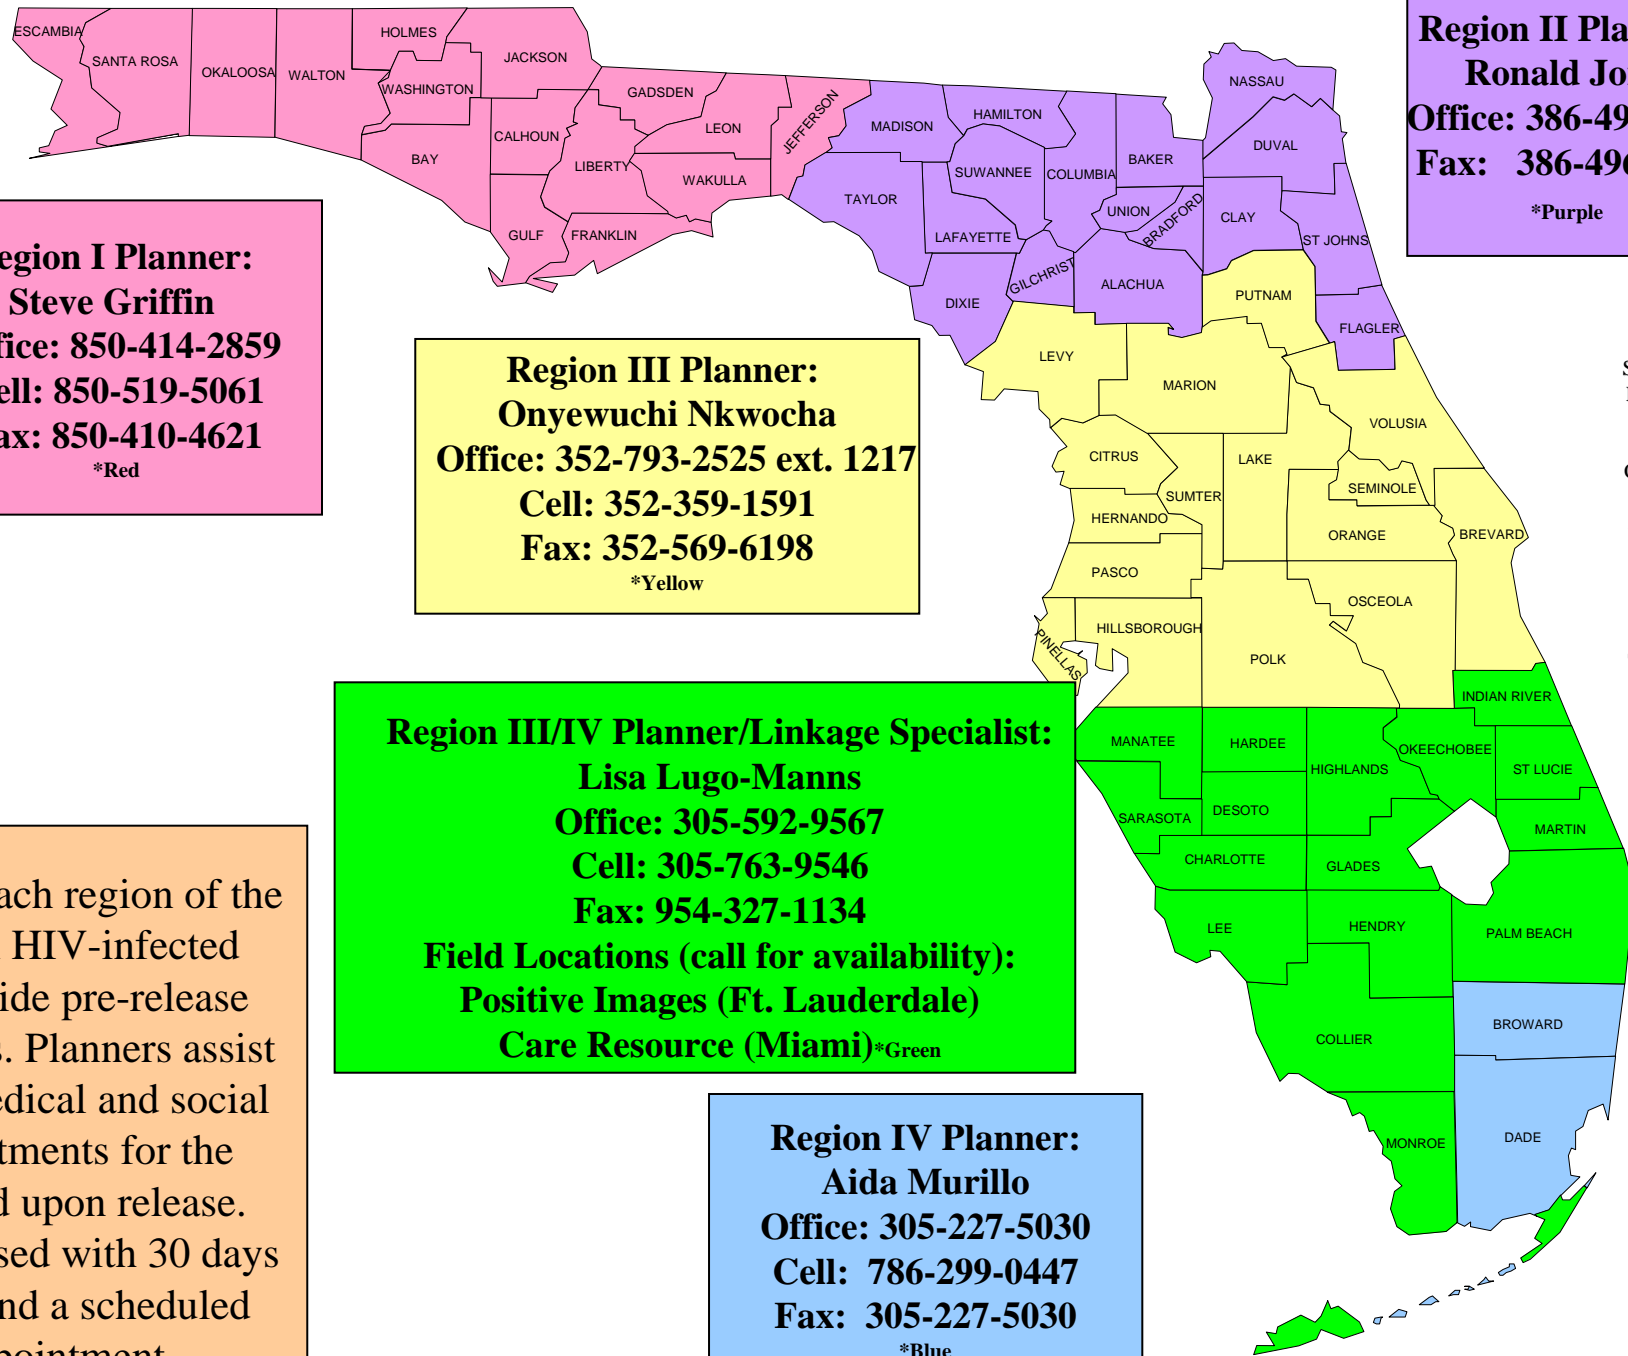 ESCAMBIA
SANTA ROSA
OKALOOSA
WALTON
HOLMES
WASHINGTON
JACKSON
BAY
CALHOUN
GULF
GADSDEN
LIBERTY
FRANKLIN
LEON
WAKULLA
JEFFERSON
MADISON
TAYLOR
HAMILTON
SUWANNEE
LAFAYETTE
DIXIE
COLUMBIA
GILCHRIST
BAKER
UNION
BRADFORD
ALACHUA
NASSAU
DUVAL
CLAY
ST JOHNS
PUTNAM
FLAGLER
LEVY
MARION
VOLUSIA
CITRUS
LAKE
SUMTER
SEMINOLE
HERNANDO
ORANGE
BREVARD
PASCO
OSCEOLA
PINELLAS
HILLSBOROUGH
POLK
INDIAN RIVER
MANATEE
HARDEE
HIGHLANDS
OKEECHOBEE
ST LUCIE
SARASOTA
DESOTO
MARTIN
CHARLOTTE
GLADES
LEE
HENDRY
PALM BEACH
COLLIER
BROWARD
MONROE
DADE
Region II Pla
Ronald Jo
Office: 386-49
Fax: 386-496
*Purple
egion I Planner:
Steve Griffin
fice: 850-414-2859
ell: 850-519-5061
ax: 850-410-4621
*Red
Region III Planner:
Onyewuchi Nkwocha
Office: 352-793-2525 ext. 1217
Cell: 352-359-1591
Fax: 352-569-6198
*Yellow
Region III/IV Planner/Linkage Specialist:
Lisa Lugo-Manns
Office: 305-592-9567
Cell: 305-763-9546
Fax: 954-327-1134
Field Locations (call for availability):
Positive Images (Ft. Lauderdale)
Care Resource (Miami)*Green
Region IV Planner:
Aida Murillo
Office: 305-227-5030
Cell: 786-299-0447
Fax: 305-227-5030
*Blue
ach region of the
HIV-infected
ide pre-release
s. Planners assist
edical and social
tments for the
d upon release.
sed with 30 days
nd a scheduled
pointment